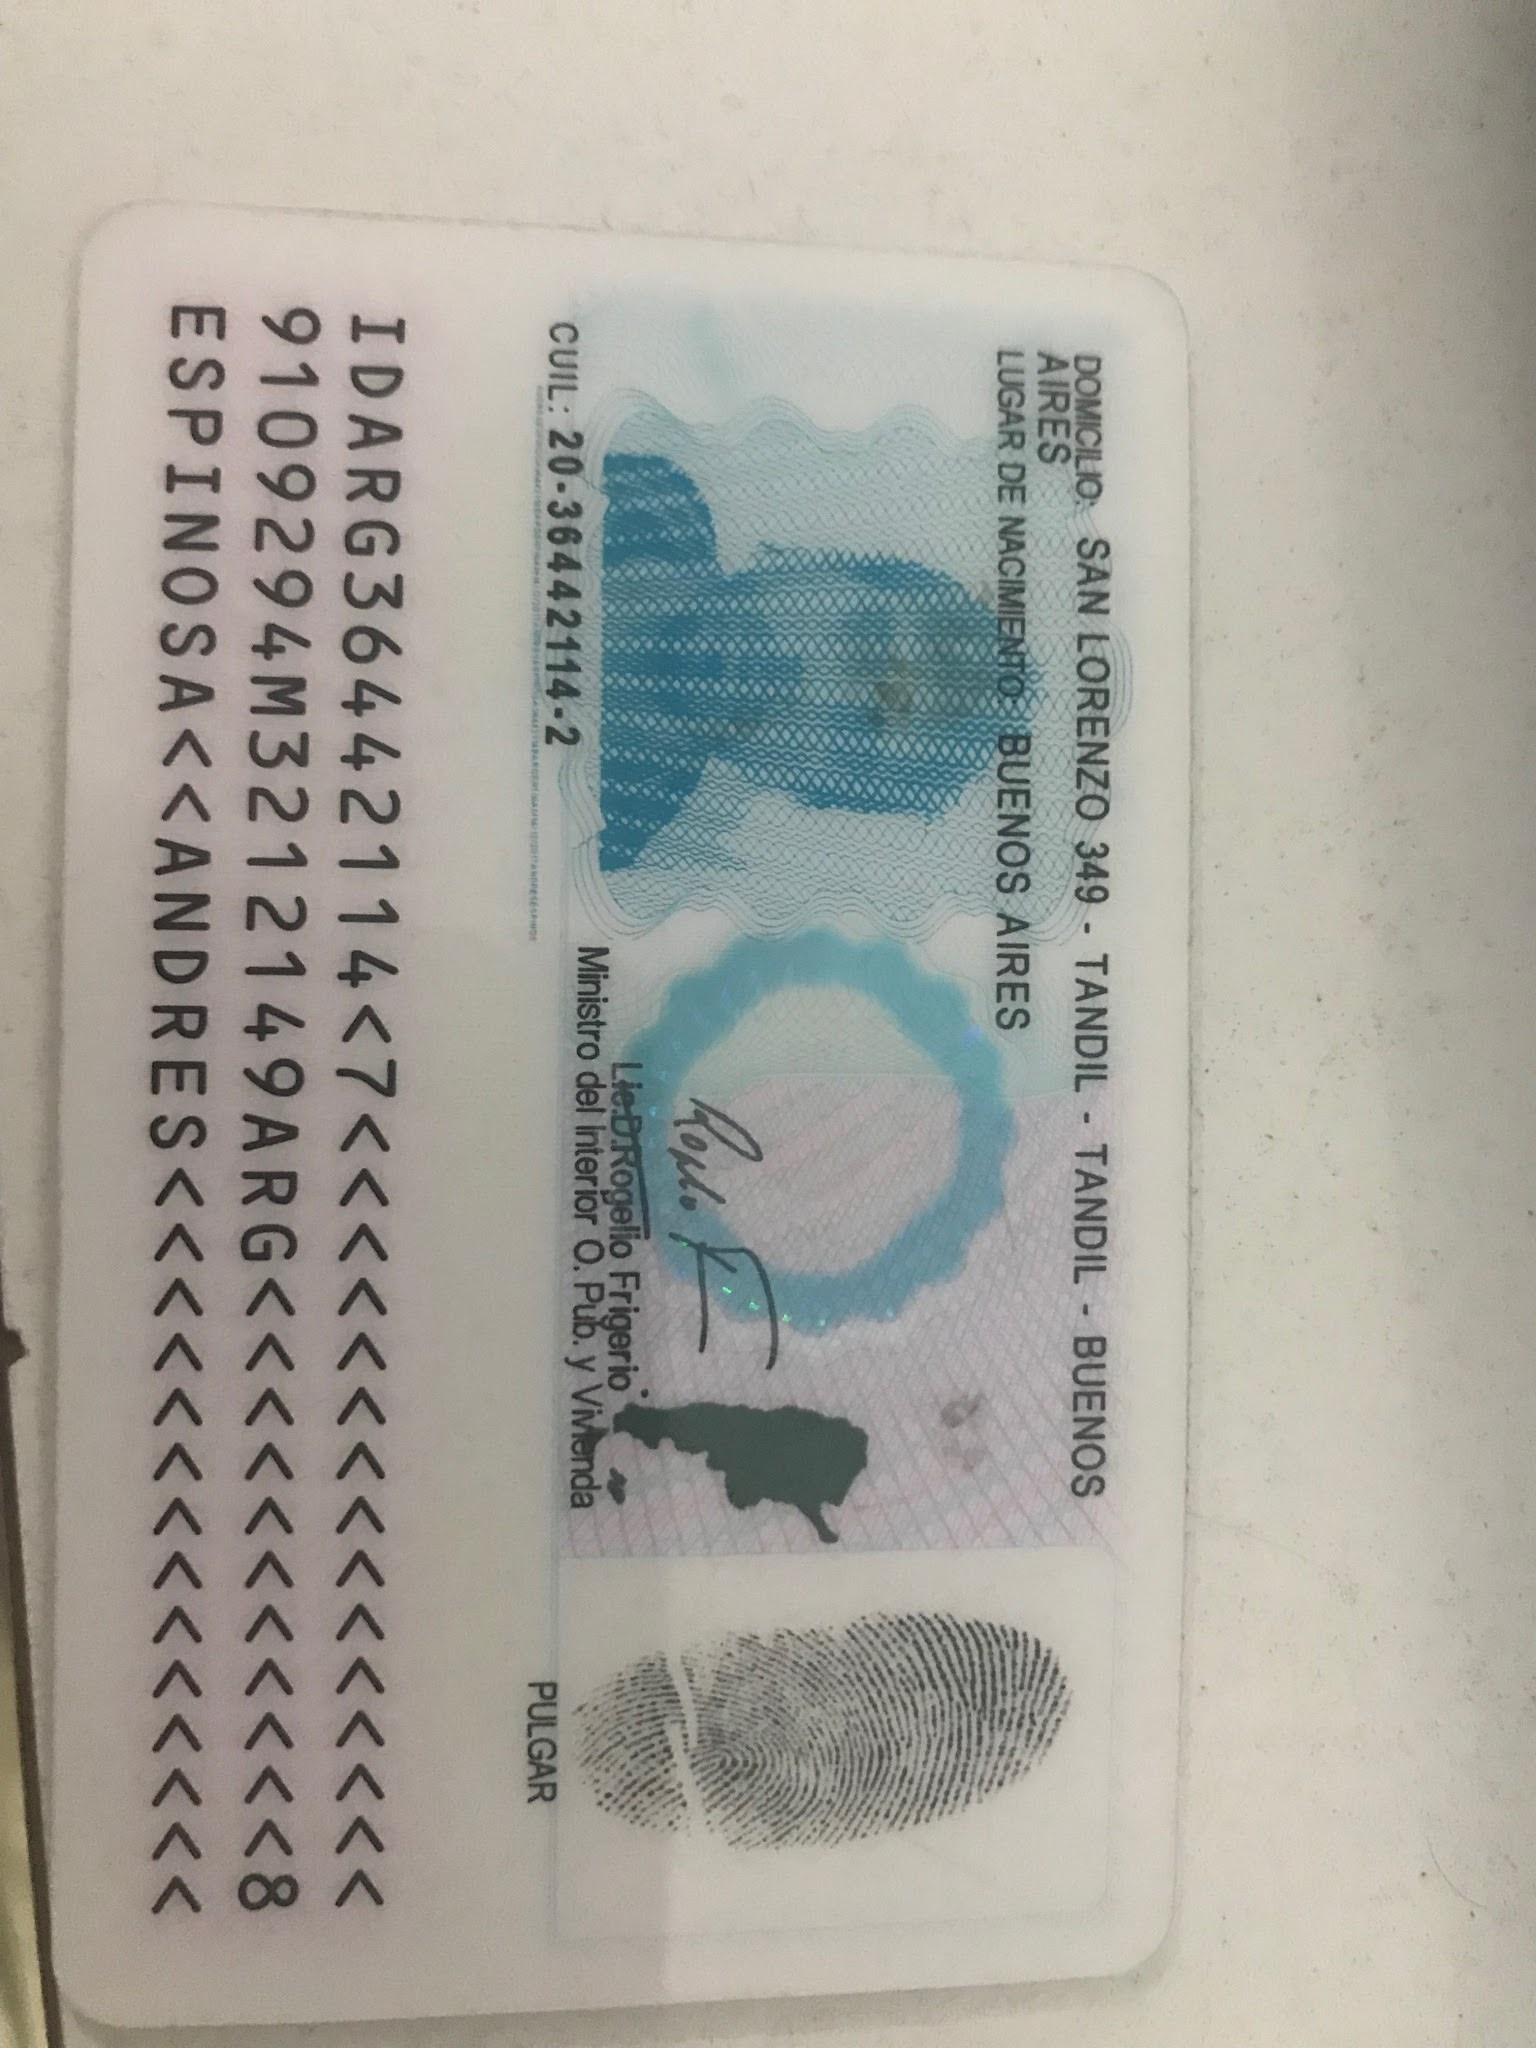 DOMICILIO: SAN LORENZO 349 - TANDIL - TANDIL - BUENOS
AIRES
LUGAR DE NACIMIENTO: BUENOS AIRES
Lic.D.Rogelio Frigerio
Ministro del Interior O. Pub. y Vivienda
CUIL: 20-36442114-2
PULGAR
IDARG36442114<7<<<<<<<<<<<<<<<
9109294M3212149ARG<<<<<<<<<<<8
ESPINOSA<<ANDRES<<<<<<<<<<<<<<